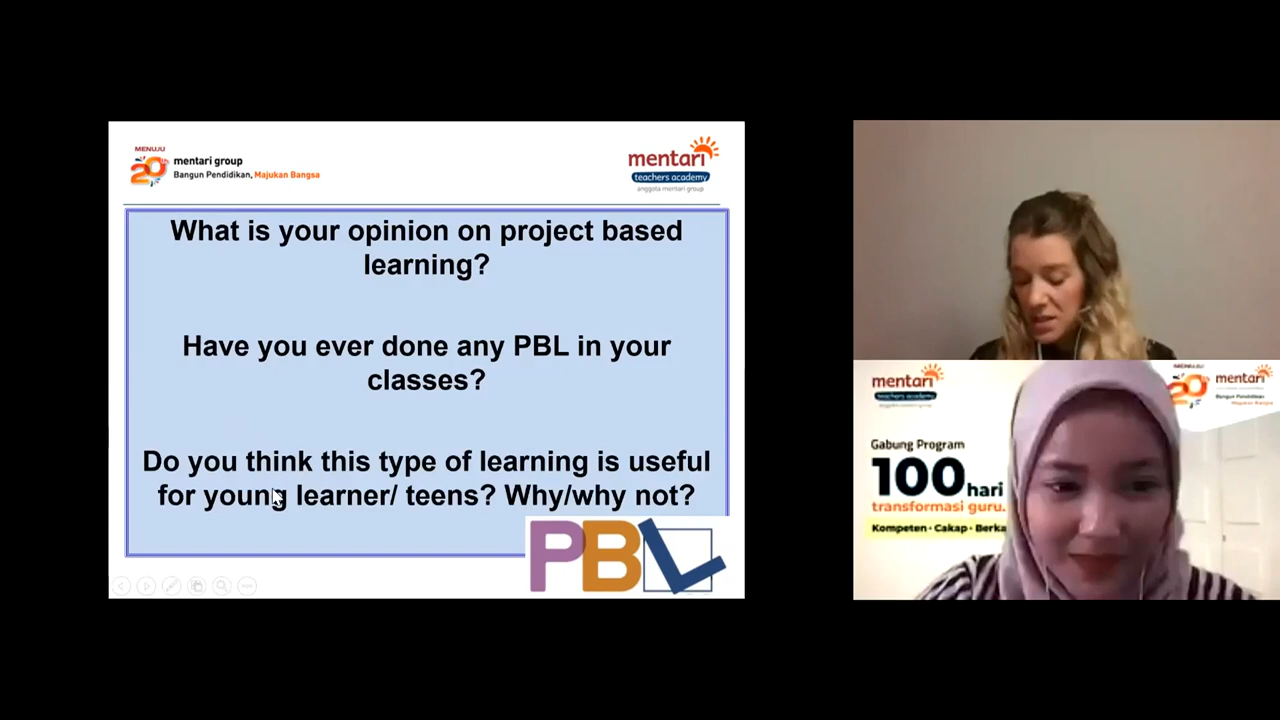 MENUJU
20th
mentari group
Bangun Pendidikan, Majukan Bangsa
mentari
teachers academy
anggota mentari group
What is your opinion on project based
learning?
Have you ever done any PBL in your
classes?
Do you think this type of learning is useful
for young learner/ teens? Why/why not?
PBL
mentari
teachers academy
Gabung Program
100 hari
transformasi guru.
Kompeten • Cakap • Berka
20
mentari